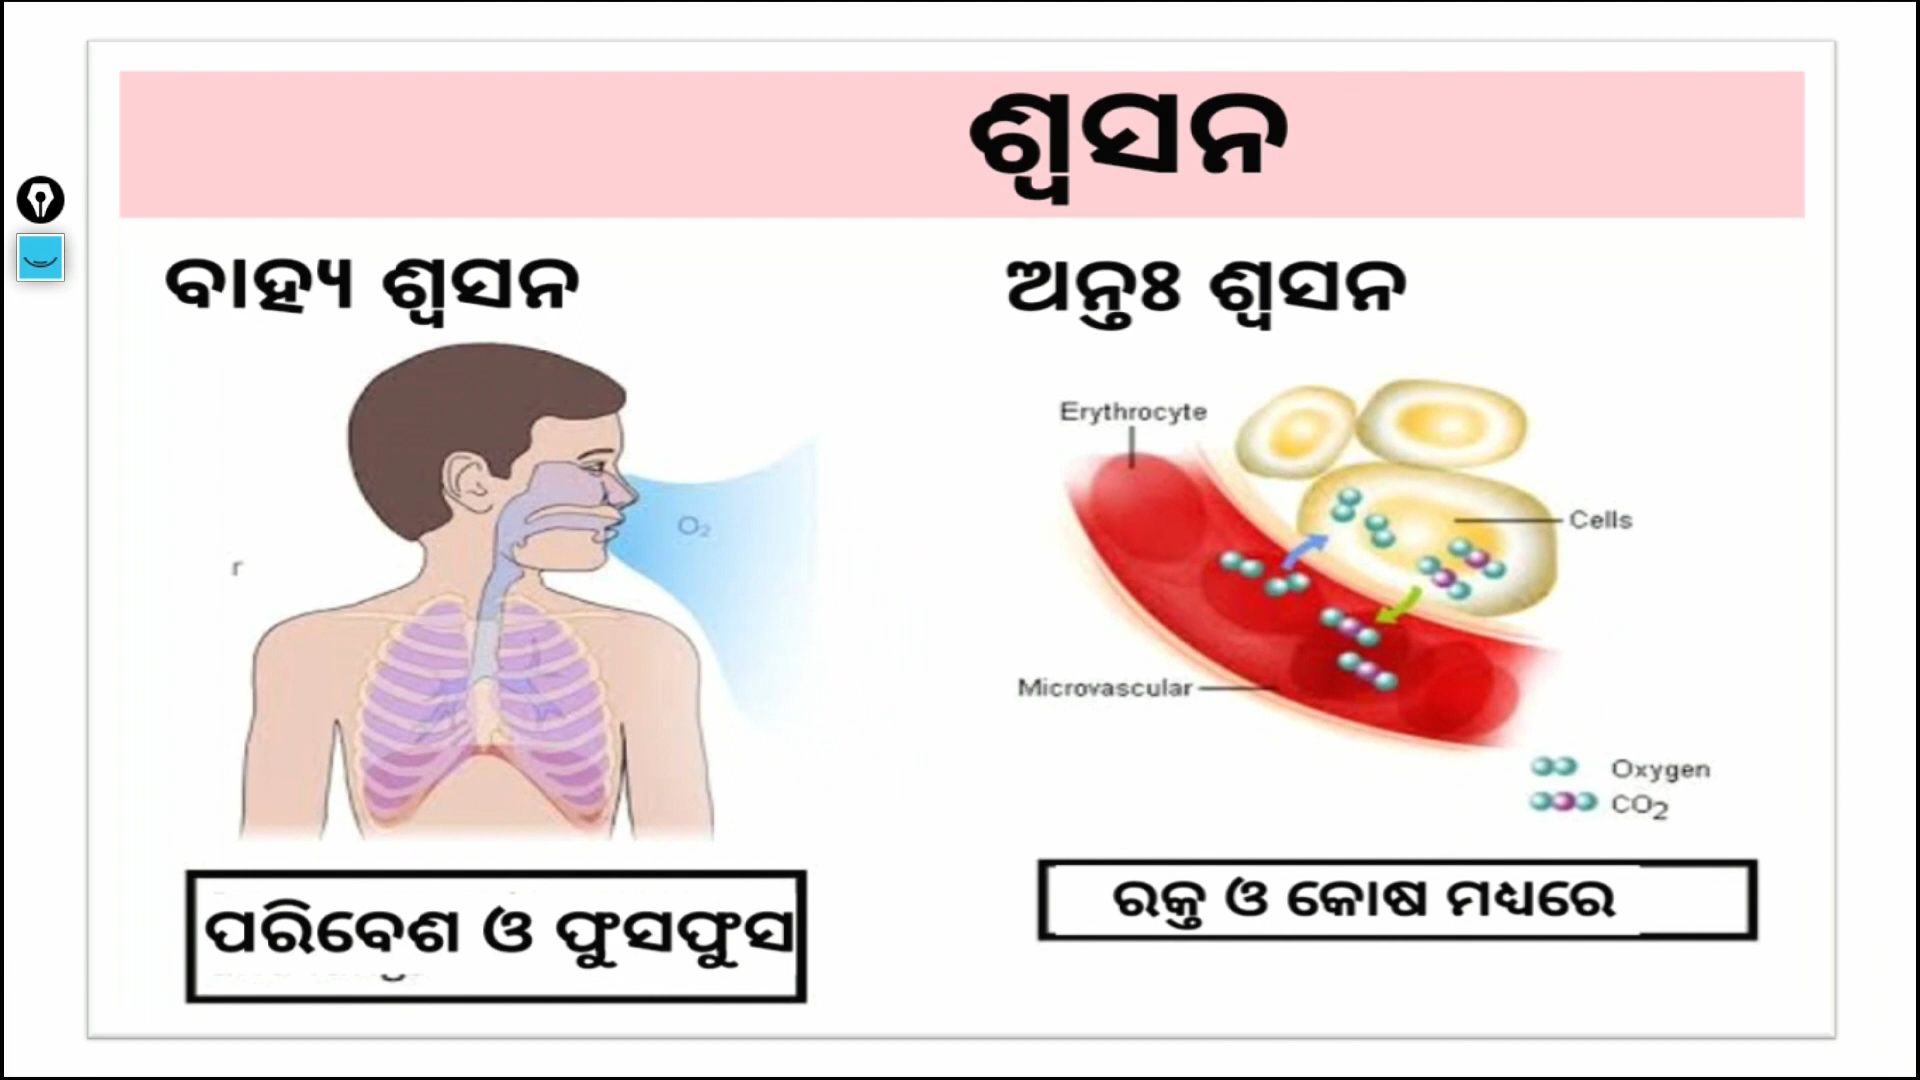 ଶ୍ୱସନ
ବାହ୍ୟ ଶ୍ୱସନ
ଅନ୍ତଃ ଶ୍ୱସନ
O₂
r
Erythrocyte
Cells
Microvascular
Oxygen
CO₂
ପରିବେଶ ଓ ଫୁସଫୁସ
ରକ୍ତ ଓ କୋଷ ମଧ୍ୟରେ